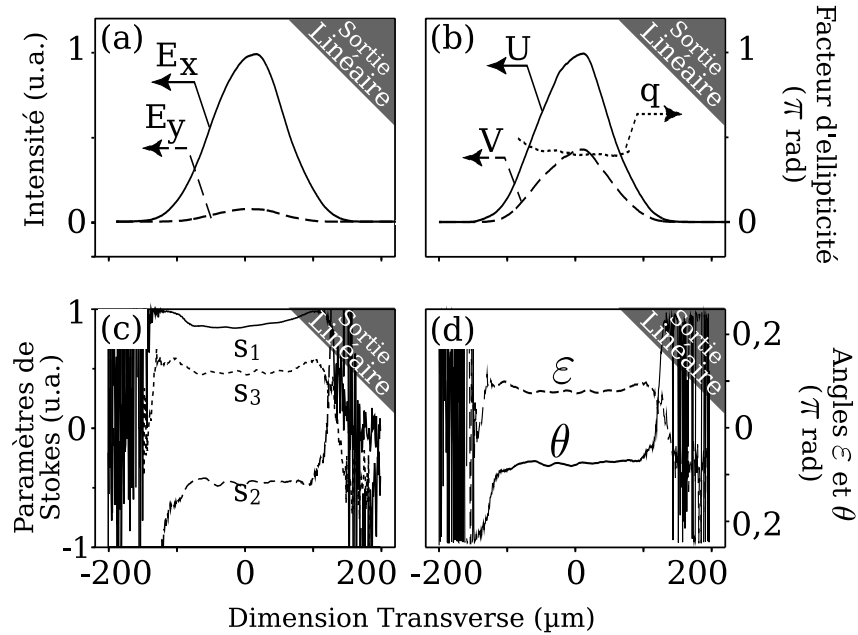 (a)
Sortie
Linéaire
Ex
Ey
1
0
Intensité (u.a.)
(b)
Sortie
Linéaire
U
V
q
1
0
Facteur d'ellipticité
(π rad)
(c)
Sortie
Linéaire
s1
s3
s2
1
0
-1
Paramètres de
Stokes (u.a.)
-200
0
200
(d)
Sortie
Linéaire
ε
θ
0,2
0
0,2
Angles ε et θ
(π rad)
-200
0
200
Dimension Transverse (µm)